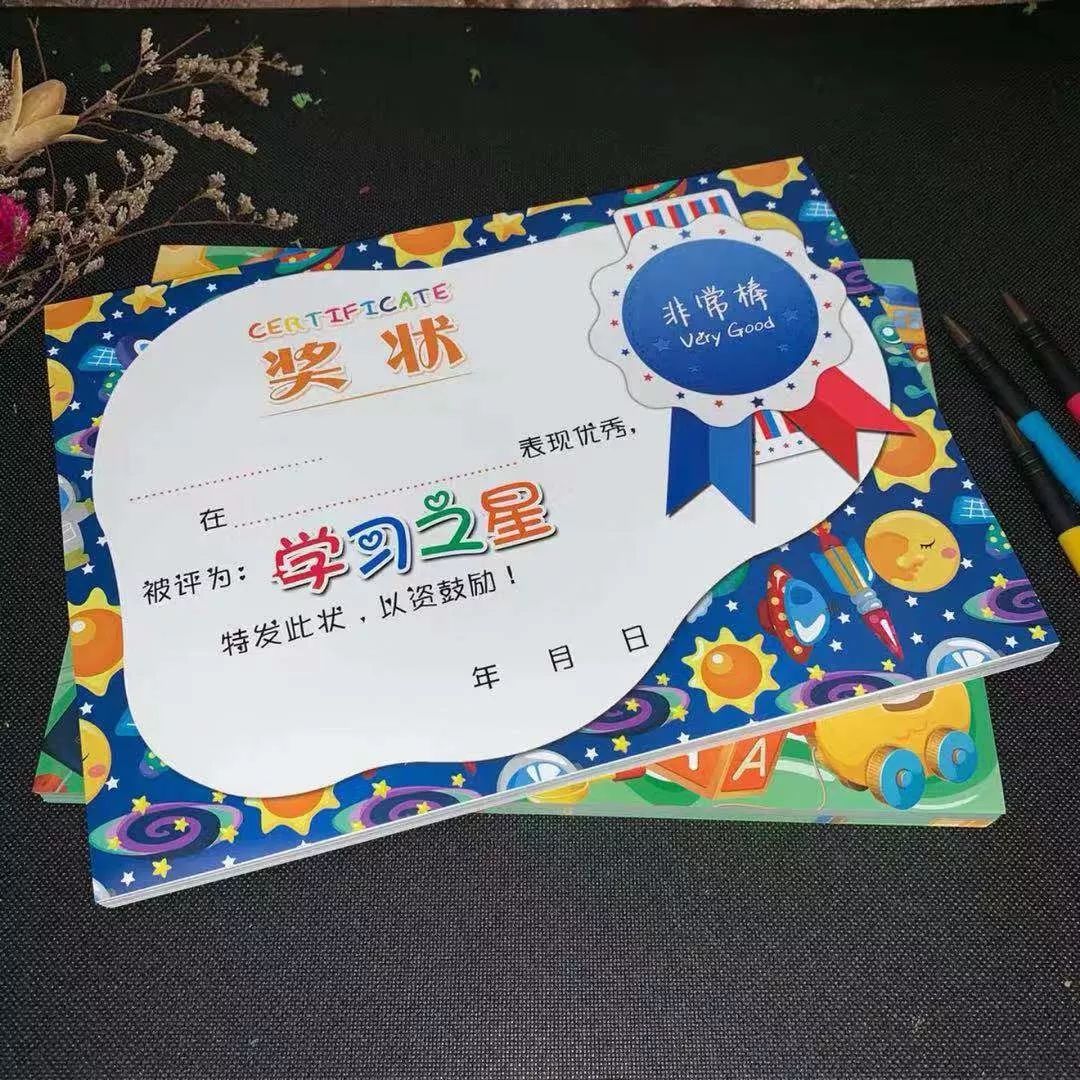 CERTIFICATE
奖状
非常棒
Very Good
在 表现优秀，
被评为：学习之星
特发此状，以资鼓励！
年 月 日
A